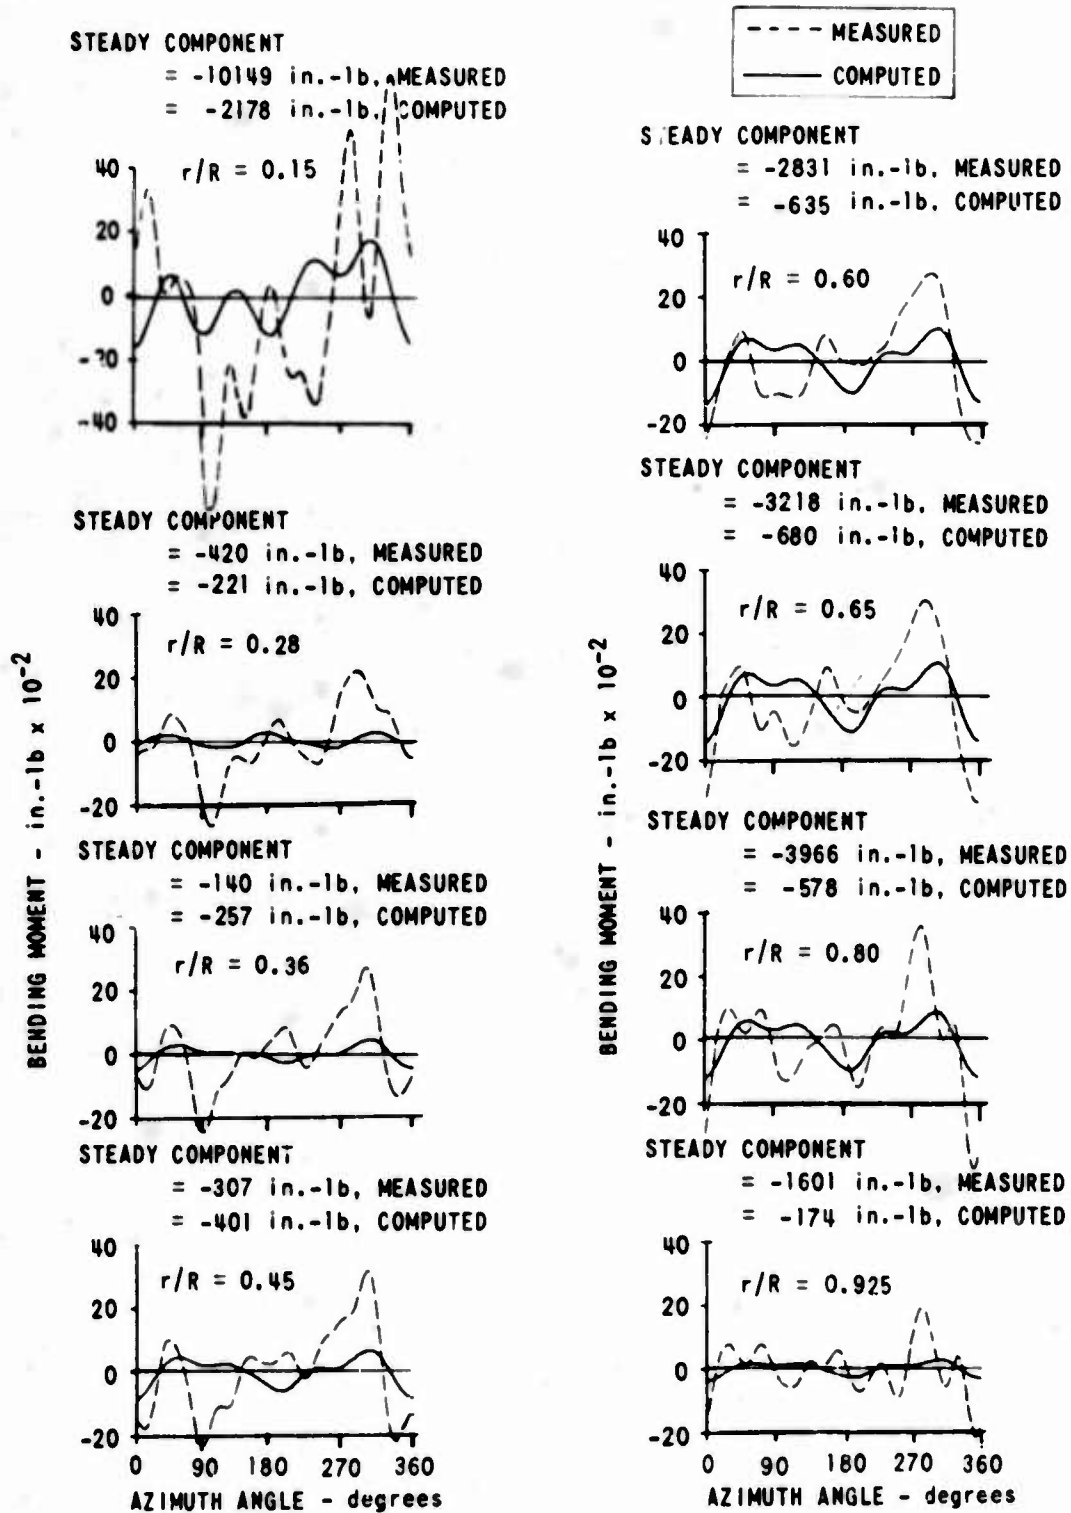 STEADY COMPONENT
= -10149 in.-lb, MEASURED
= -2178 in.-lb, COMPUTED
r/R = 0.15
40
20
0
-20
-40
STEADY COMPONENT
= -420 in.-lb, MEASURED
= -221 in.-lb, COMPUTED
r/R = 0.28
40
20
0
-20
STEADY COMPONENT
= -140 in.-lb, MEASURED
= -257 in.-lb, COMPUTED
r/R = 0.36
40
20
0
-20
STEADY COMPONENT
= -307 in.-lb, MEASURED
= -401 in.-lb, COMPUTED
r/R = 0.45
40
20
0
-20
0 90 180 270 360
AZIMUTH ANGLE - degrees
BENDING MOMENT - in.-lb x 10-2
---- MEASURED
COMPUTED
STEADY COMPONENT
= -2831 in.-lb, MEASURED
= -635 in.-lb, COMPUTED
r/R = 0.60
40
20
0
-20
STEADY COMPONENT
= -3218 in.-lb, MEASURED
= -680 in.-lb, COMPUTED
r/R = 0.65
40
20
0
-20
STEADY COMPONENT
= -3966 in.-lb, MEASURED
= -578 in.-lb, COMPUTED
r/R = 0.80
40
20
0
-20
STEADY COMPONENT
= -1601 in.-lb, MEASURED
= -174 in.-lb, COMPUTED
r/R = 0.925
40
20
0
-20
0 90 180 270 360
AZIMUTH ANGLE - degrees
BENDING MOMENT - in.-lb x 10-2